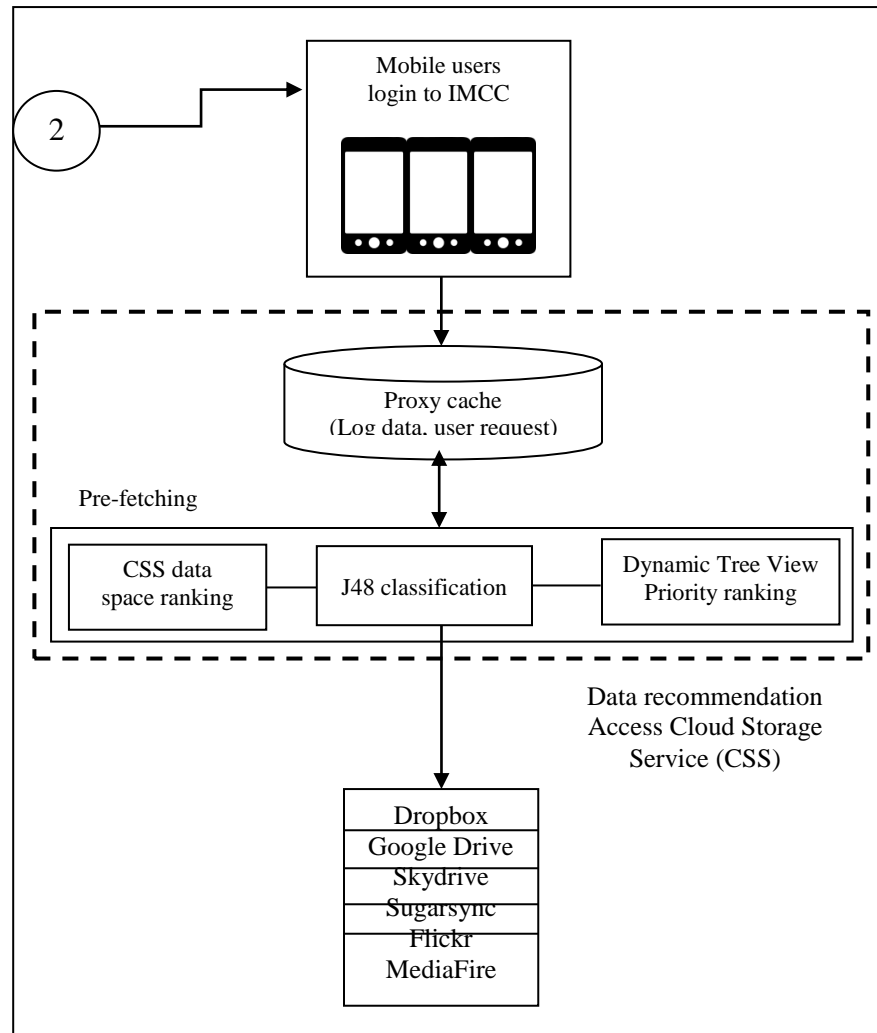 Mobile users
login to IMCC
2
Proxy cache
(Log data, user request)
Pre-fetching
CSS data
space ranking
J48 classification
Dynamic Tree View
Priority ranking
Data recommendation
Access Cloud Storage
Service (CSS)
Dropbox
Google Drive
Skydrive
Sugarsync
Flickr
MediaFire